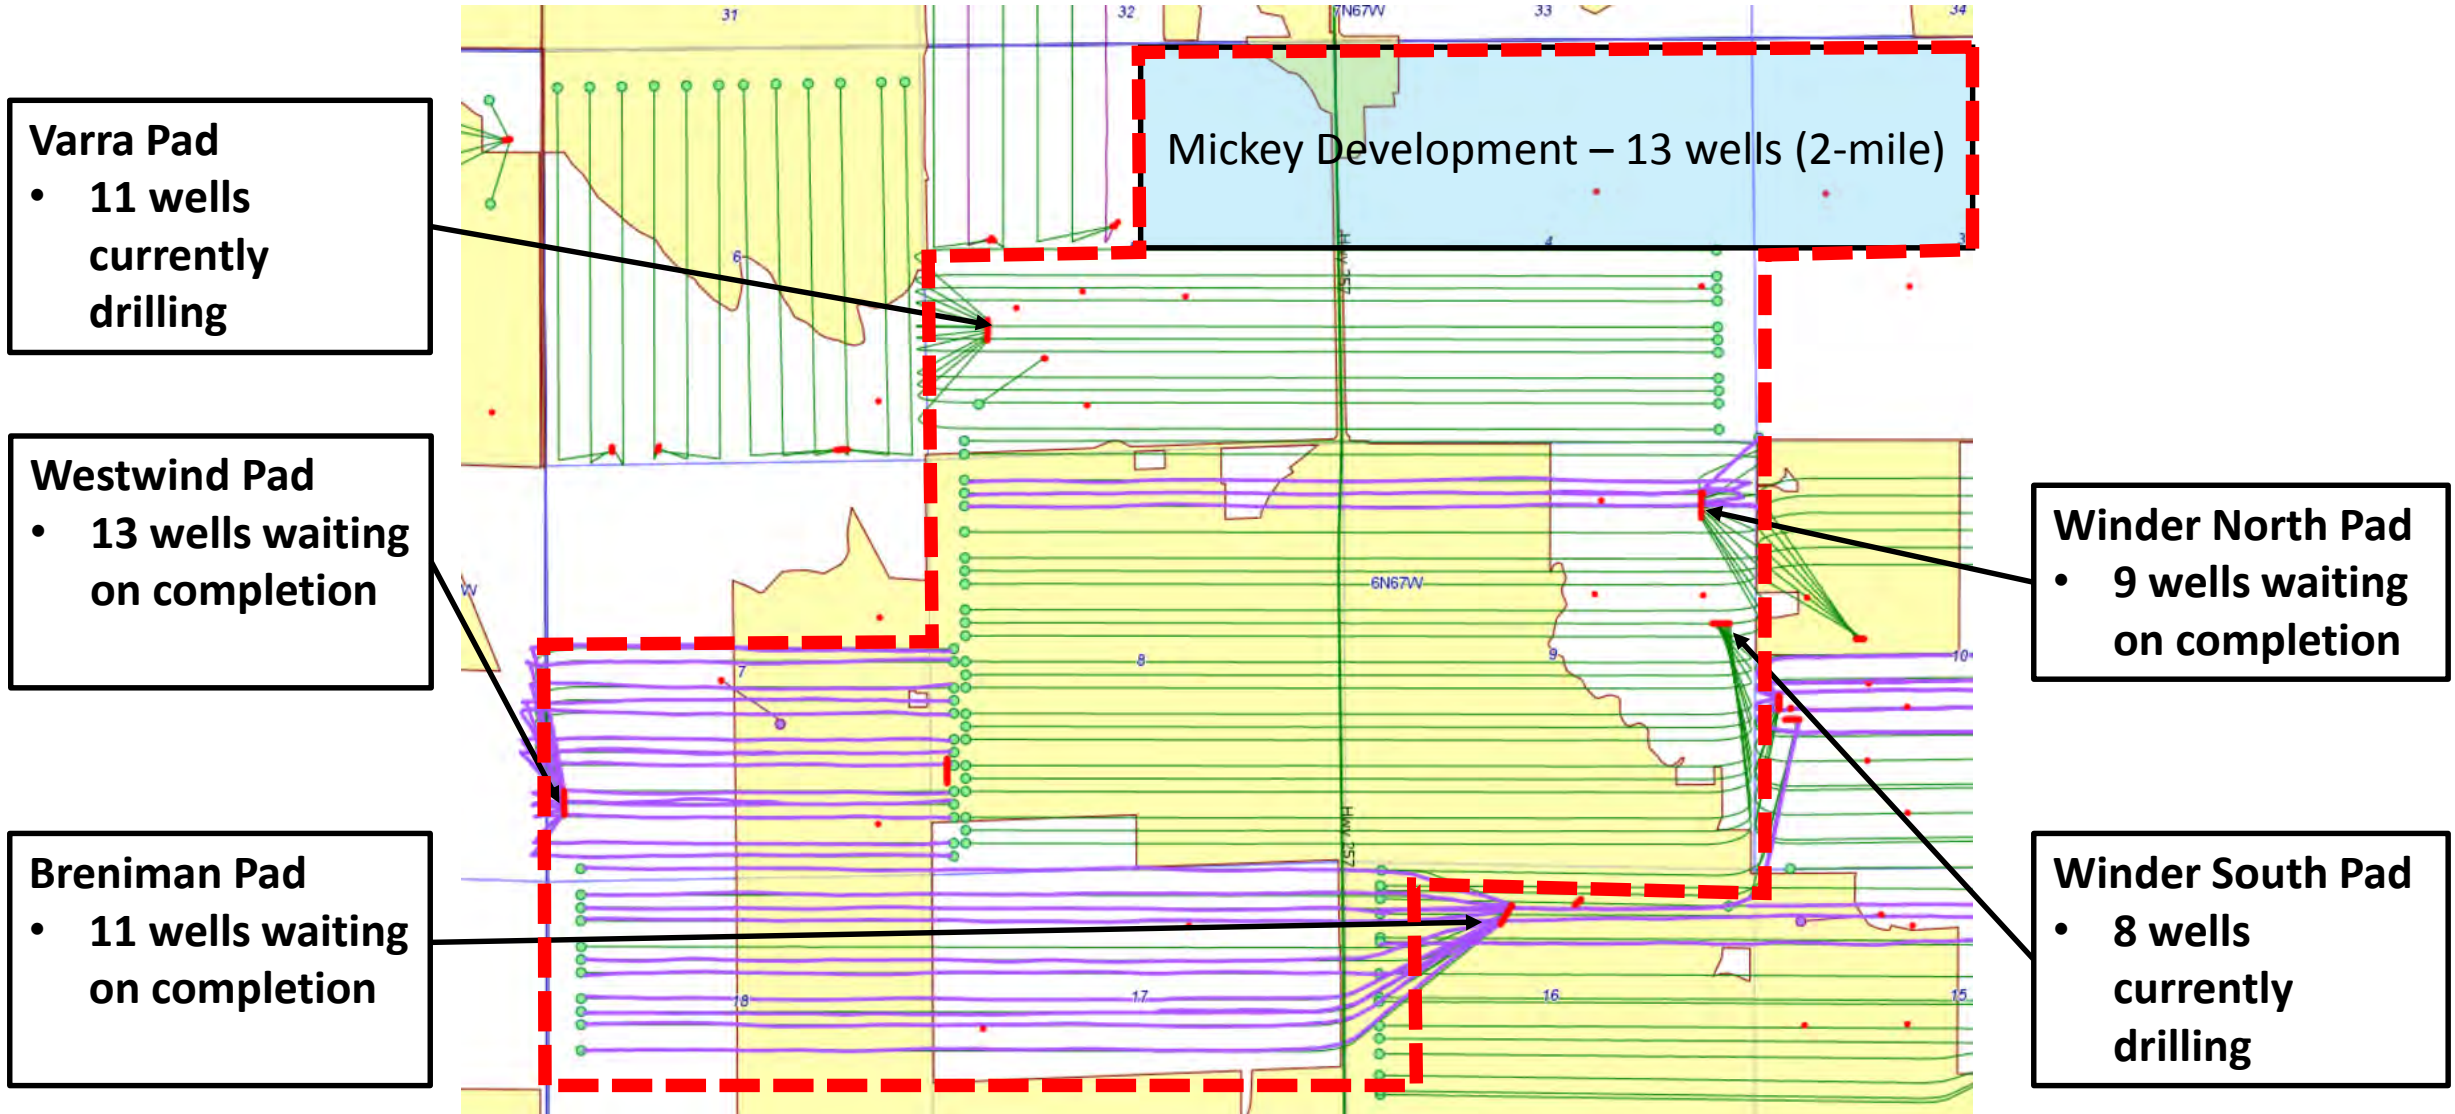 31
32
7N67W
33
34
Varra Pad
• 11 wells
currently
drilling
Mickey Development – 13 wells (2-mile)
6
4
3
Hwy 257
Westwind Pad
• 13 wells waiting
on completion
W
6N67W
Winder North Pad
• 9 wells waiting
on completion
7
8
9
10
Hwy 257
Breniman Pad
• 11 wells waiting
on completion
Winder South Pad
• 8 wells
currently
drilling
18
17
16
15